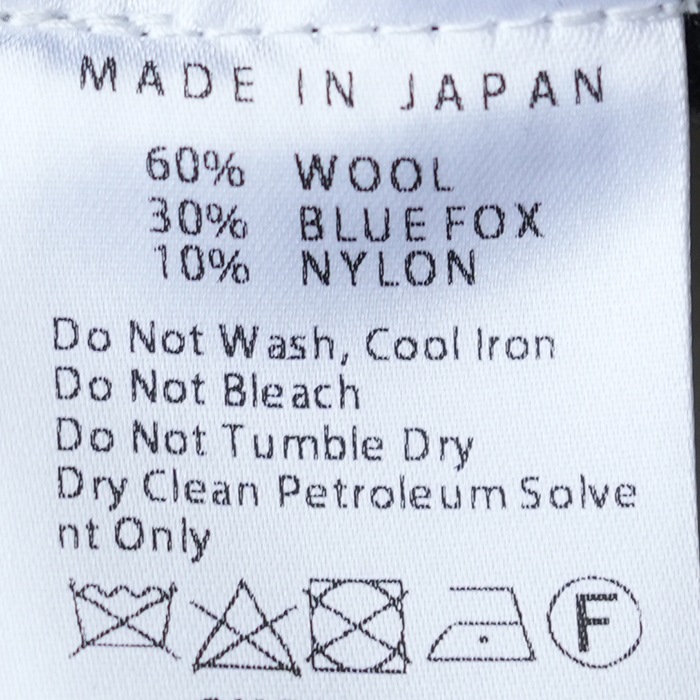 MADE IN JAPAN
60% WOOL
30% BLUE FOX
10% NYLON
Do Not Wash, Cool Iron
Do Not Bleach
Do Not Tumble Dry
Dry Clean Petroleum Solve
nt Only
F